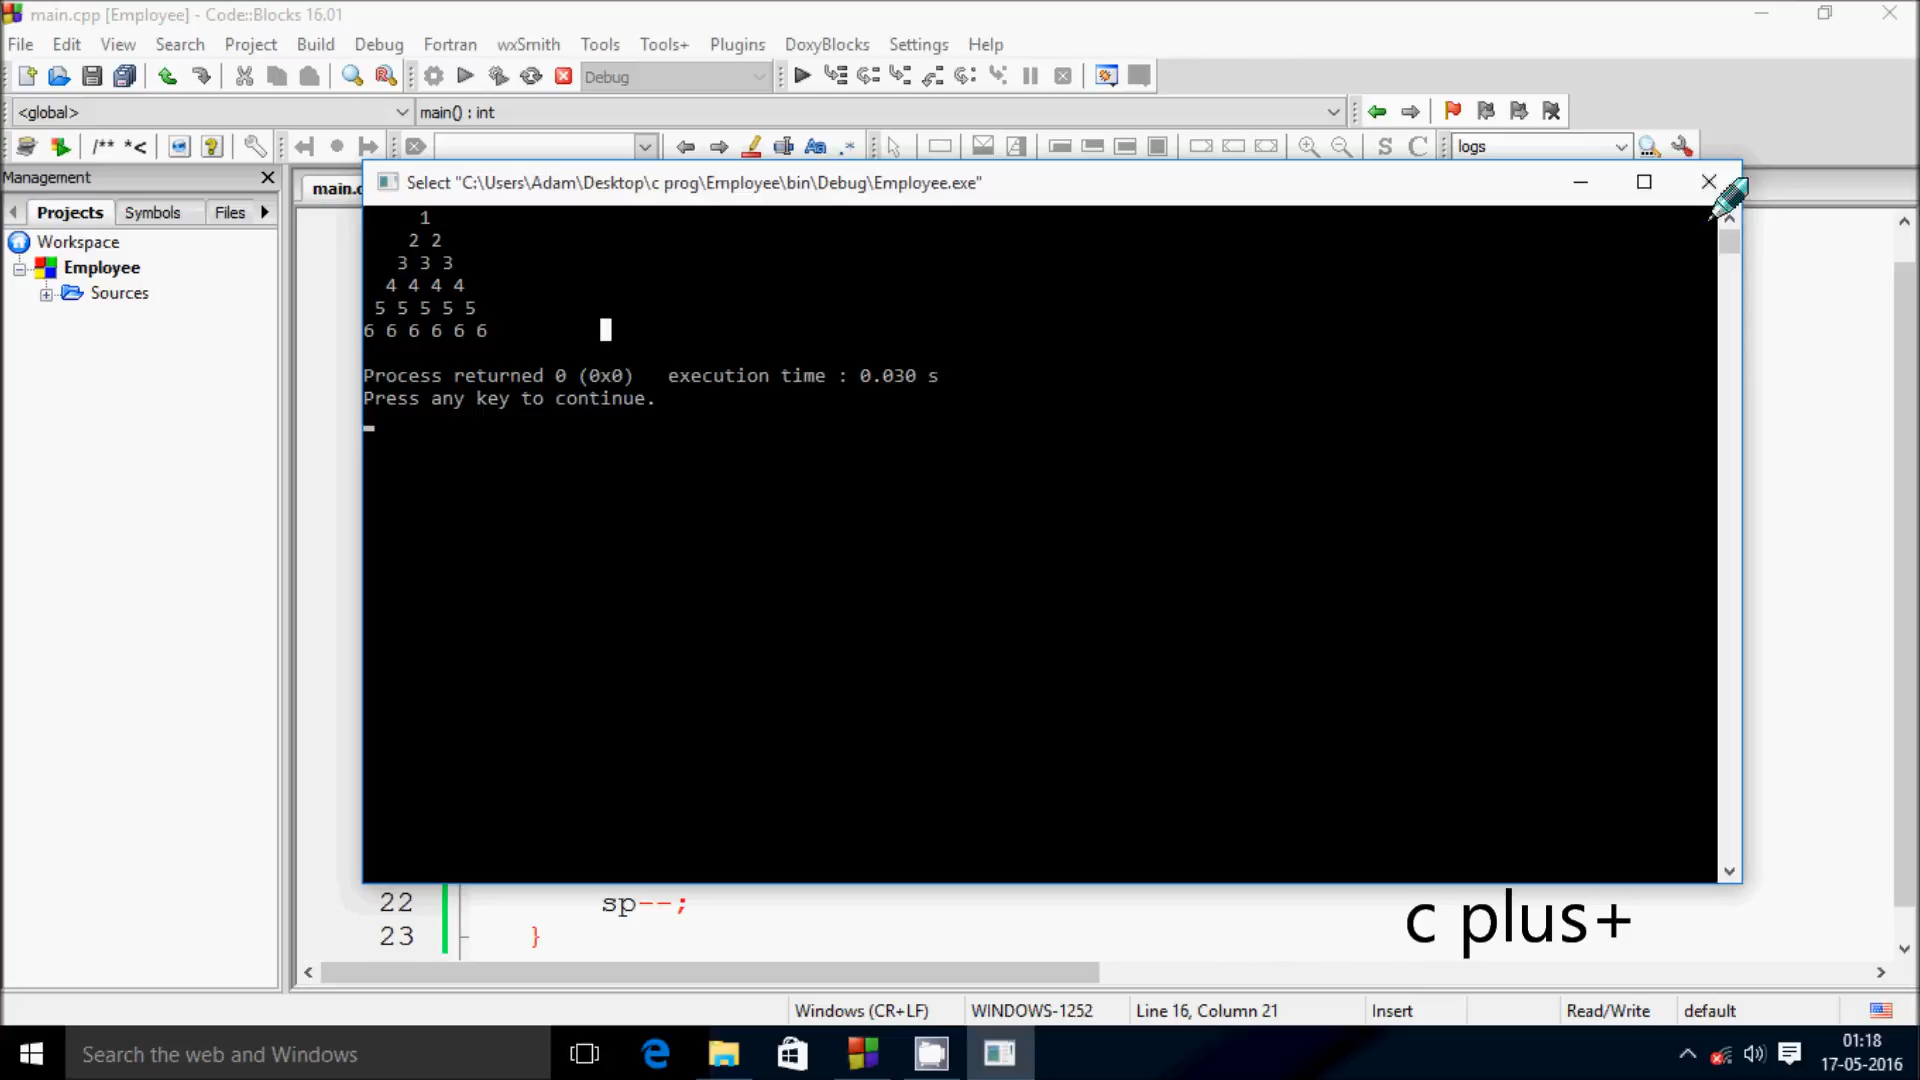 main.cpp [Employee] - Code::Blocks 16.01
File Edit View Search Project Build Debug Fortran wxSmith Tools Tools+ Plugins DoxyBlocks Settings Help
Debug
<global> main() : int
/** *< Aa .* S C logs
Management
main.c
Projects Symbols Files
Workspace
Employee
Sources
Select "C:\Users\Adam\Desktop\c prog\Employee\bin\Debug\Employee.exe"
1
2 2
3 3 3
4 4 4 4
5 5 5 5 5
6 6 6 6 6 6
Process returned 0 (0x0)   execution time : 0.030 s
Press any key to continue.
22 sp--;
23 }
c plus+
Windows (CR+LF) WINDOWS-1252 Line 16, Column 21 Insert Read/Write default
Search the web and Windows
01:18
17-05-2016